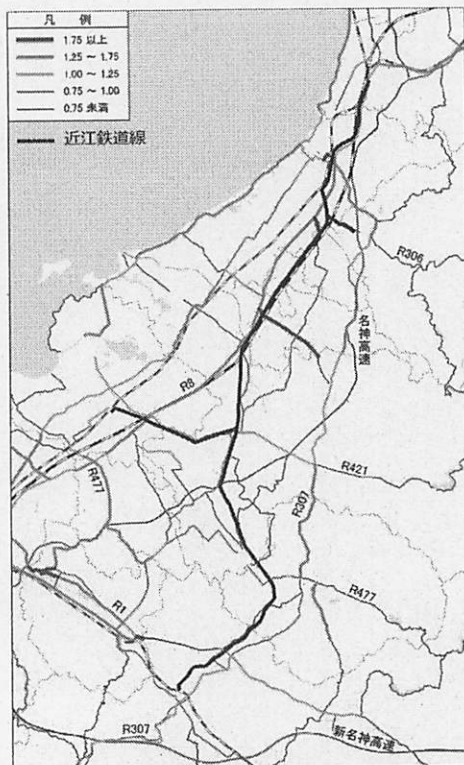 凡 例
1.75 以上
1.25 ～ 1.75
1.00 ～ 1.25
0.75 ～ 1.00
0.75 未満
近江鉄道線
R306
名神高速
R8
R421
R477
R307
R477
R1
R307
新名神高速